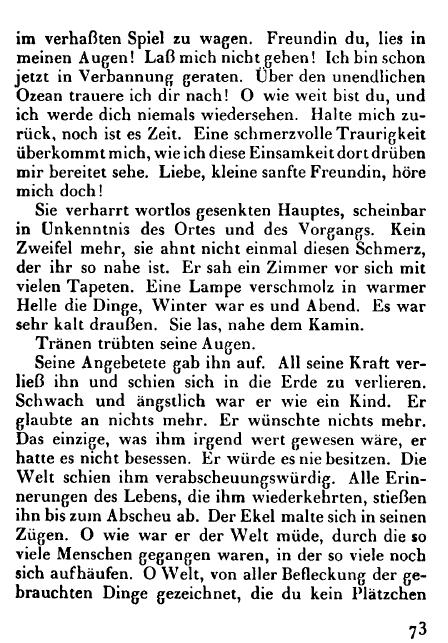 im verhaßten Spiel zu wagen. Freundin du, lies in
meinen Augen! Laß mich nicht gehen! Ich bin schon
jetzt in Verbannung geraten. Über den unendlichen
Ozean trauere ich dir nach! O wie weit bist du, und
ich werde dich niemals wiedersehen. Halte mich zu-
rück, noch ist es Zeit. Eine schmerzvolle Traurigkeit
überkommt mich, wie ich diese Einsamkeit dort drüben
mir bereitet sehe. Liebe, kleine sanfte Freundin, höre
mich doch!
Sie verharrt wortlos gesenkten Hauptes, scheinbar
in Unkenntnis des Ortes und des Vorgangs. Kein
Zweifel mehr, sie ahnt nicht einmal diesen Schmerz,
der ihr so nahe ist. Er sah ein Zimmer vor sich mit
vielen Tapeten. Eine Lampe verschmolz in warmer
Helle die Dinge, Winter war es und Abend. Es war
sehr kalt draußen. Sie las, nahe dem Kamin.
Tränen trübten seine Augen.
Seine Angebetete gab ihn auf. All seine Kraft ver-
ließ ihn und schien sich in die Erde zu verlieren.
Schwach und ängstlich war er wie ein Kind. Er
glaubte an nichts mehr. Er wünschte nichts mehr.
Das einzige, was ihm irgend wert gewesen wäre, er
hatte es nicht besessen. Er würde es nie besitzen. Die
Welt schien ihm verabscheuungswürdig. Alle Erin-
nerungen des Lebens, die ihm wiederkehrten, stießen
ihn bis zum Abscheu ab. Der Ekel malte sich in seinen
Zügen. O wie war er der Welt müde, durch die so
viele Menschen gegangen waren, in der so viele noch
sich aufhäufen. O Welt, von aller Befleckung der ge-
brauchten Dinge gezeichnet, die du kein Plätzchen
73